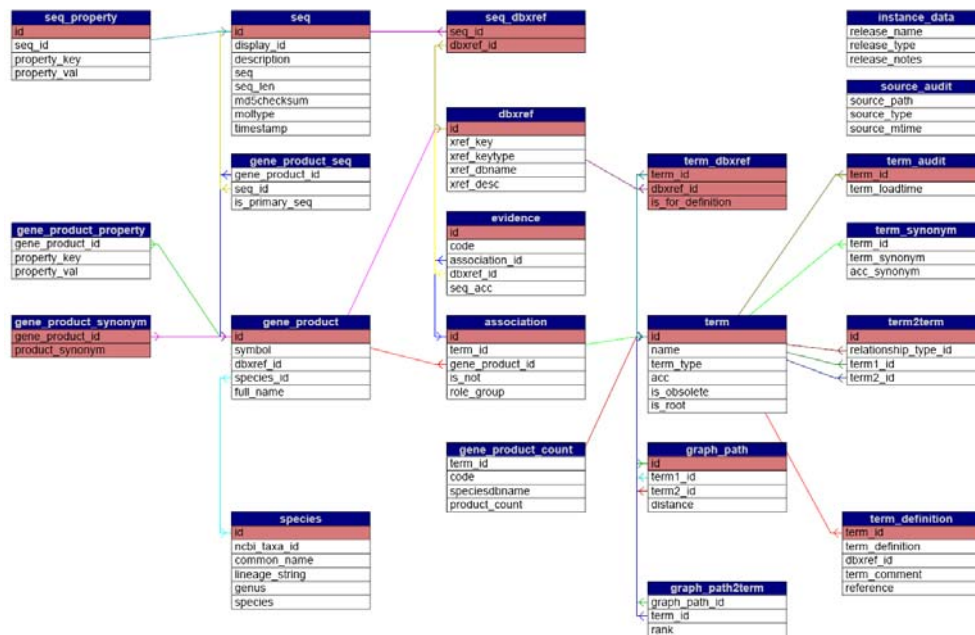 seq_property
id
seq_id
property_key
property_val
seq
id
display_id
description
seq
seq_len
md5checksum
moltype
timestamp
seq_dbxref
seq_id
dbxref_id
instance_data
release_name
release_type
release_notes
source_audit
source_path
source_type
source_mtime
dbxref
id
xref_key
xref_keytype
xref_dbname
xref_desc
gene_product_seq
gene_product_id
seq_id
is_primary_seq
term_dbxref
term_id
dbxref_id
is_for_definition
term_audit
term_id
term_loadtime
gene_product_property
gene_product_id
property_key
property_val
evidence
id
code
association_id
dbxref_id
seq_acc
term_synonym
term_id
term_synonym
acc_synonym
gene_product_synonym
gene_product_id
product_synonym
gene_product
id
symbol
dbxref_id
species_id
full_name
association
id
term_id
gene_product_id
is_not
role_group
term
id
name
term_type
acc
is_obsolete
is_root
term2term
id
relationship_type_id
term1_id
term2_id
gene_product_count
term_id
code
speciesdbname
product_count
graph_path
id
term1_id
term2_id
distance
species
id
ncbi_taxa_id
common_name
lineage_string
genus
species
term_definition
term_id
term_definition
dbxref_id
term_comment
reference
graph_path2term
graph_path_id
term_id
rank